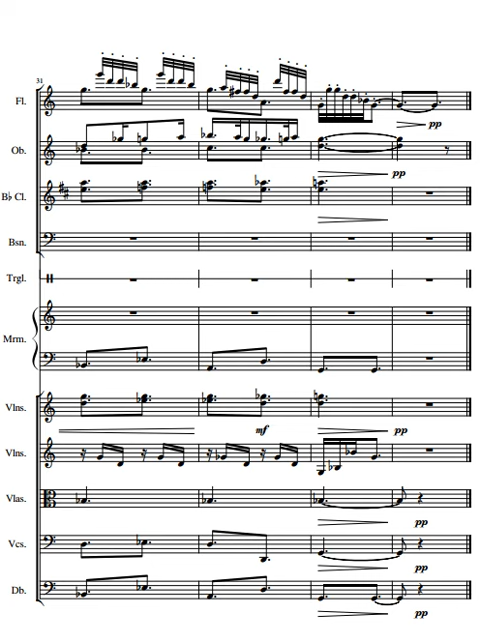 31
Fl.
pp
Ob.
pp
B♭ Cl.
Bsn.
Trgl.
Mrm.
Vlns.
mf
pp
Vlns.
Vlas.
pp
Vcs.
pp
Db.
pp